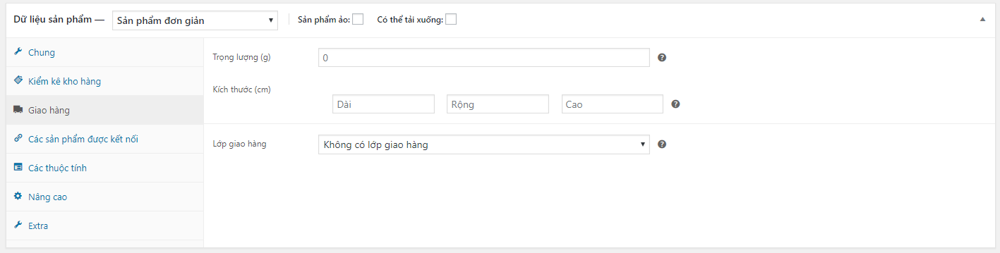 Dữ liệu sản phẩm — Sản phẩm đơn giản Sản phẩm ảo: Có thể tải xuống:
Chung
Kiểm kê kho hàng
Giao hàng
Các sản phẩm được kết nối
Các thuộc tính
Nâng cao
Extra
Trọng lượng (g) 0
Kích thước (cm)
Dài Rộng Cao
Lớp giao hàng Không có lớp giao hàng